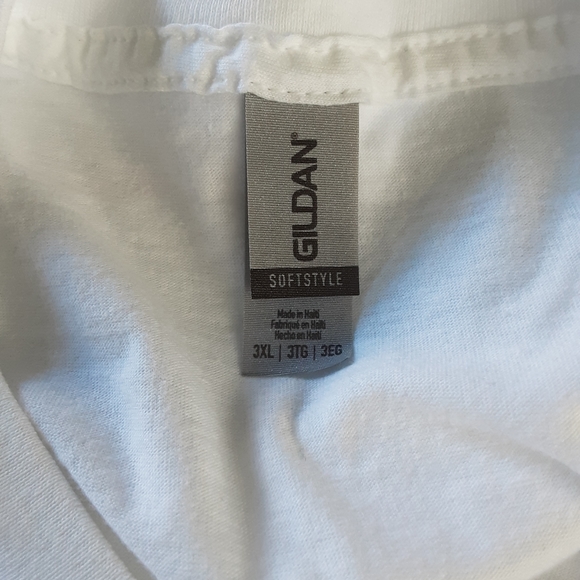 GILDAN®
SOFTSTYLE
Made in Haiti
Fabriqué en Haïti
Hecho en Haití
3XL | 3TG | 3EG